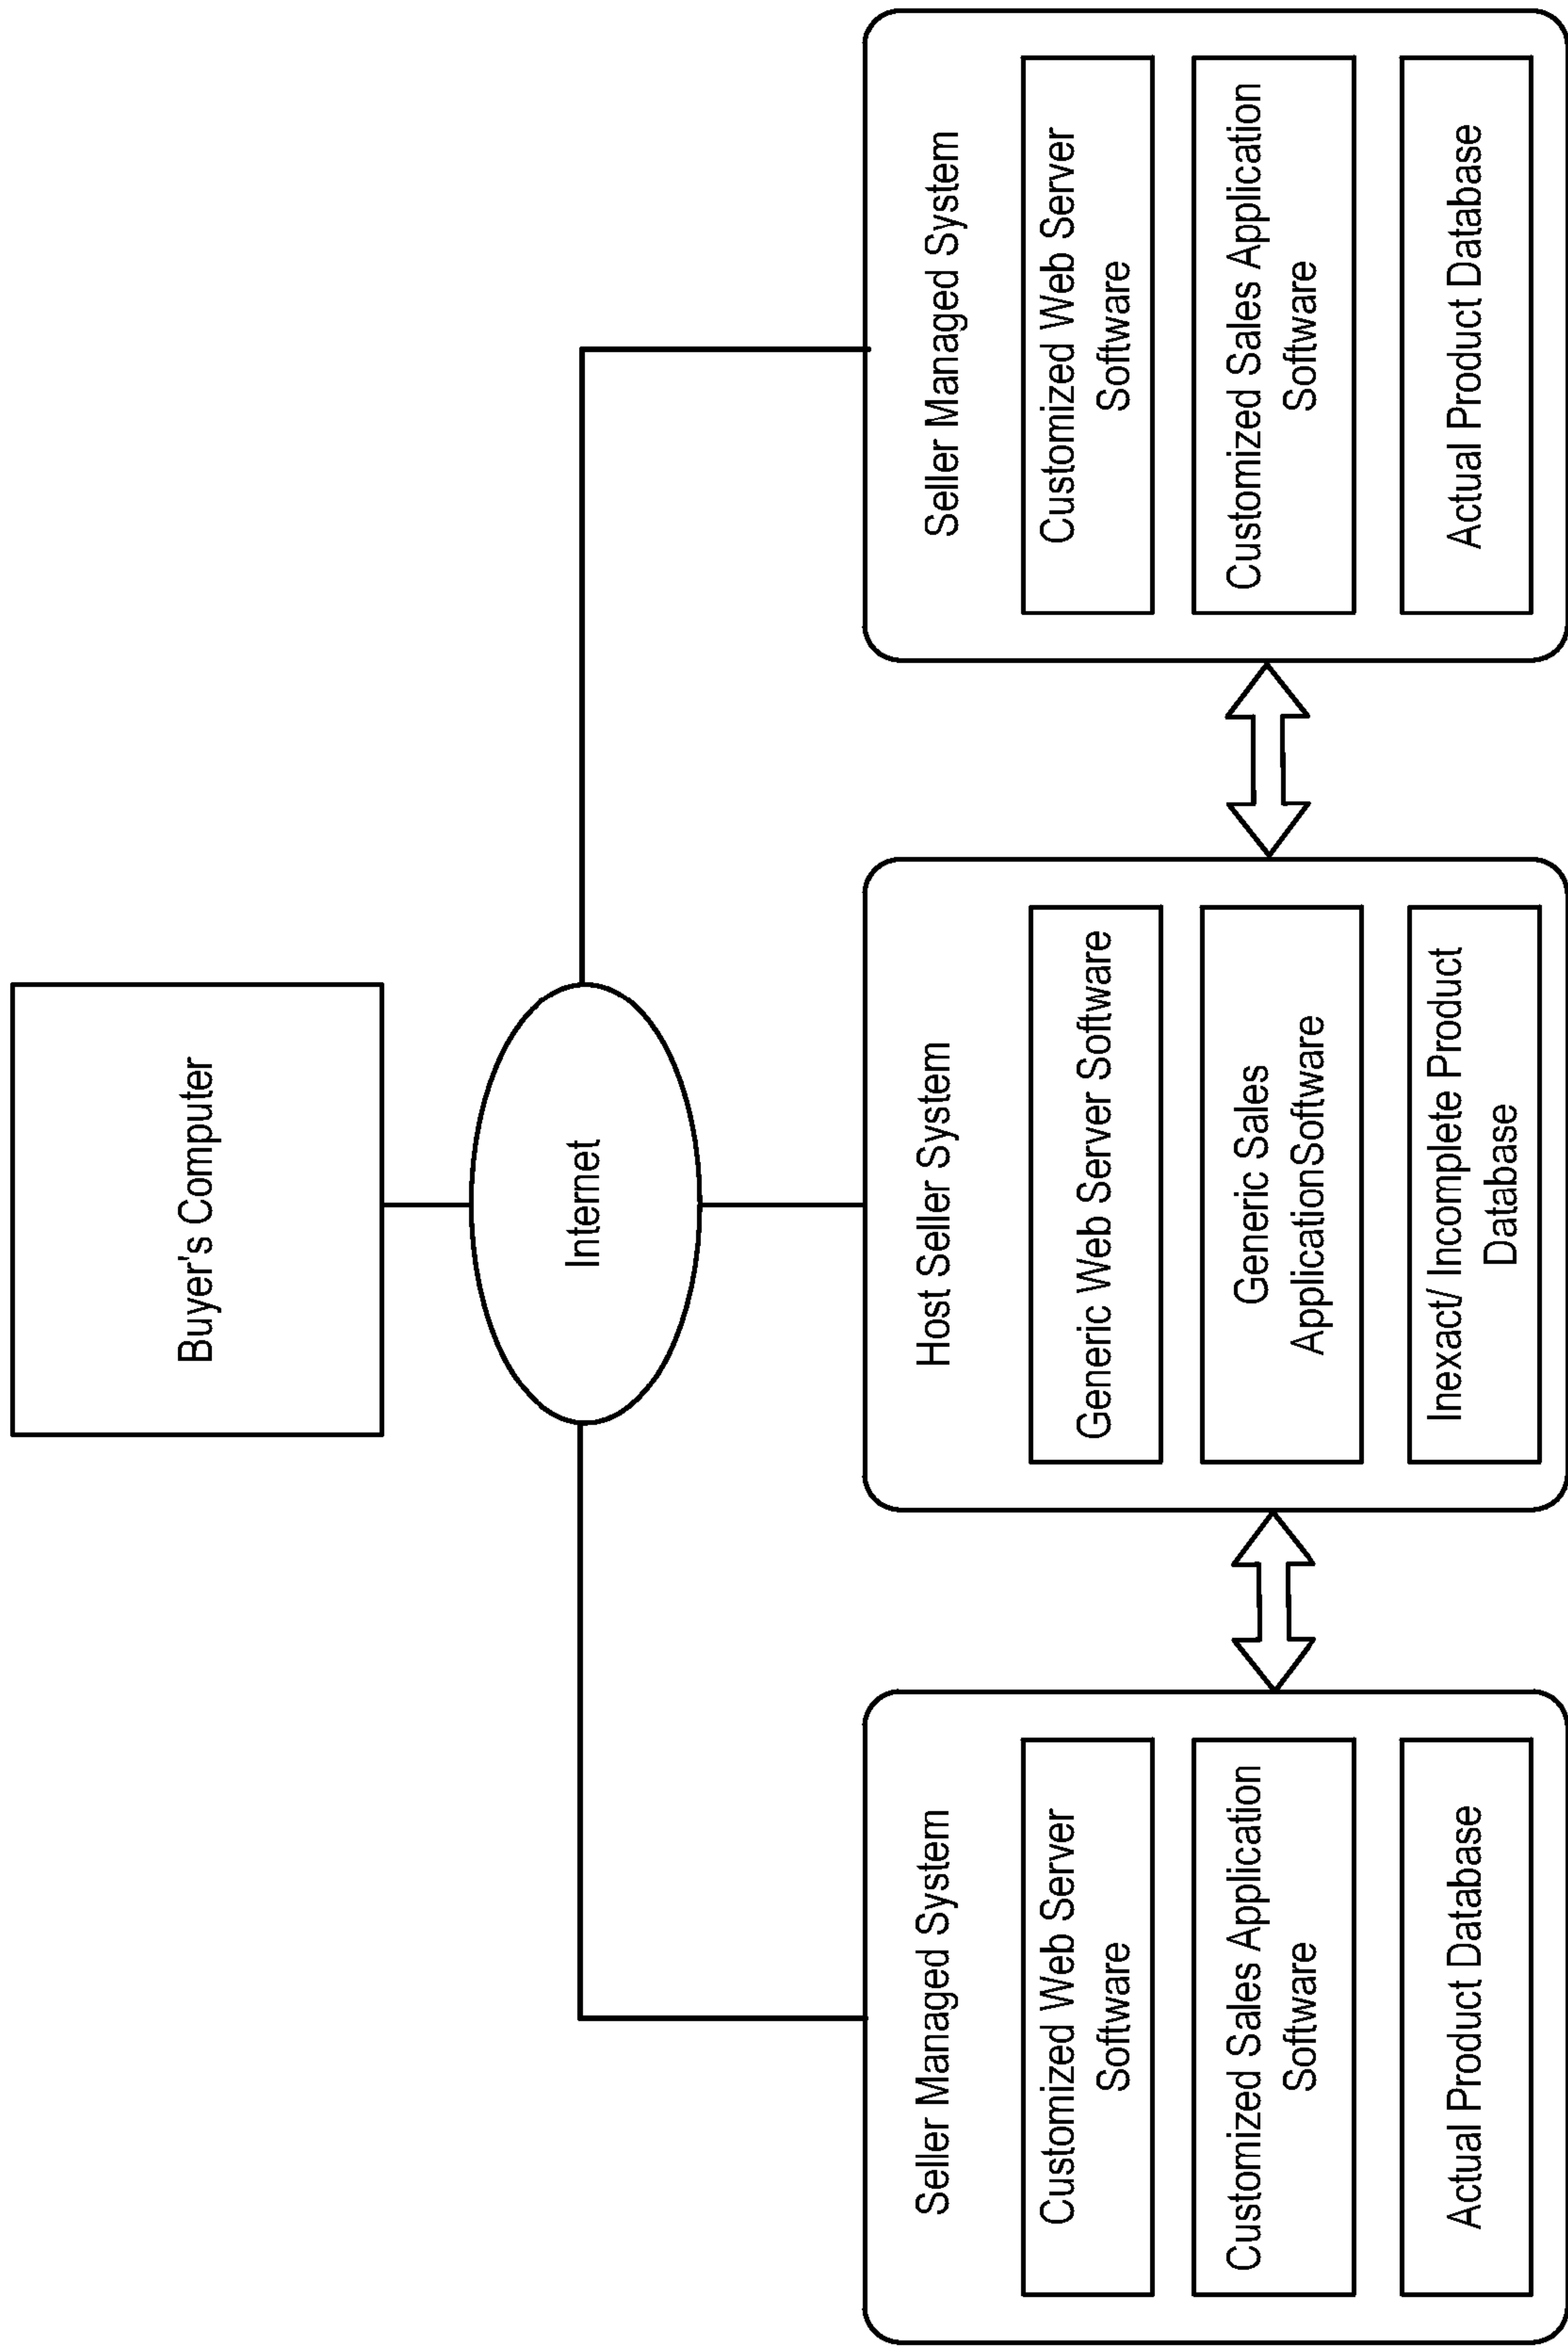 Buyer's Computer
Internet
Seller Managed System
Customized Web Server
Software
Customized Sales Application
Software
Actual Product Database
Host Seller System
Generic Web Server Software
Generic Sales
ApplicationSoftware
Inexact/ Incomplete Product
Database
Seller Managed System
Customized Web Server
Software
Customized Sales Application
Software
Actual Product Database